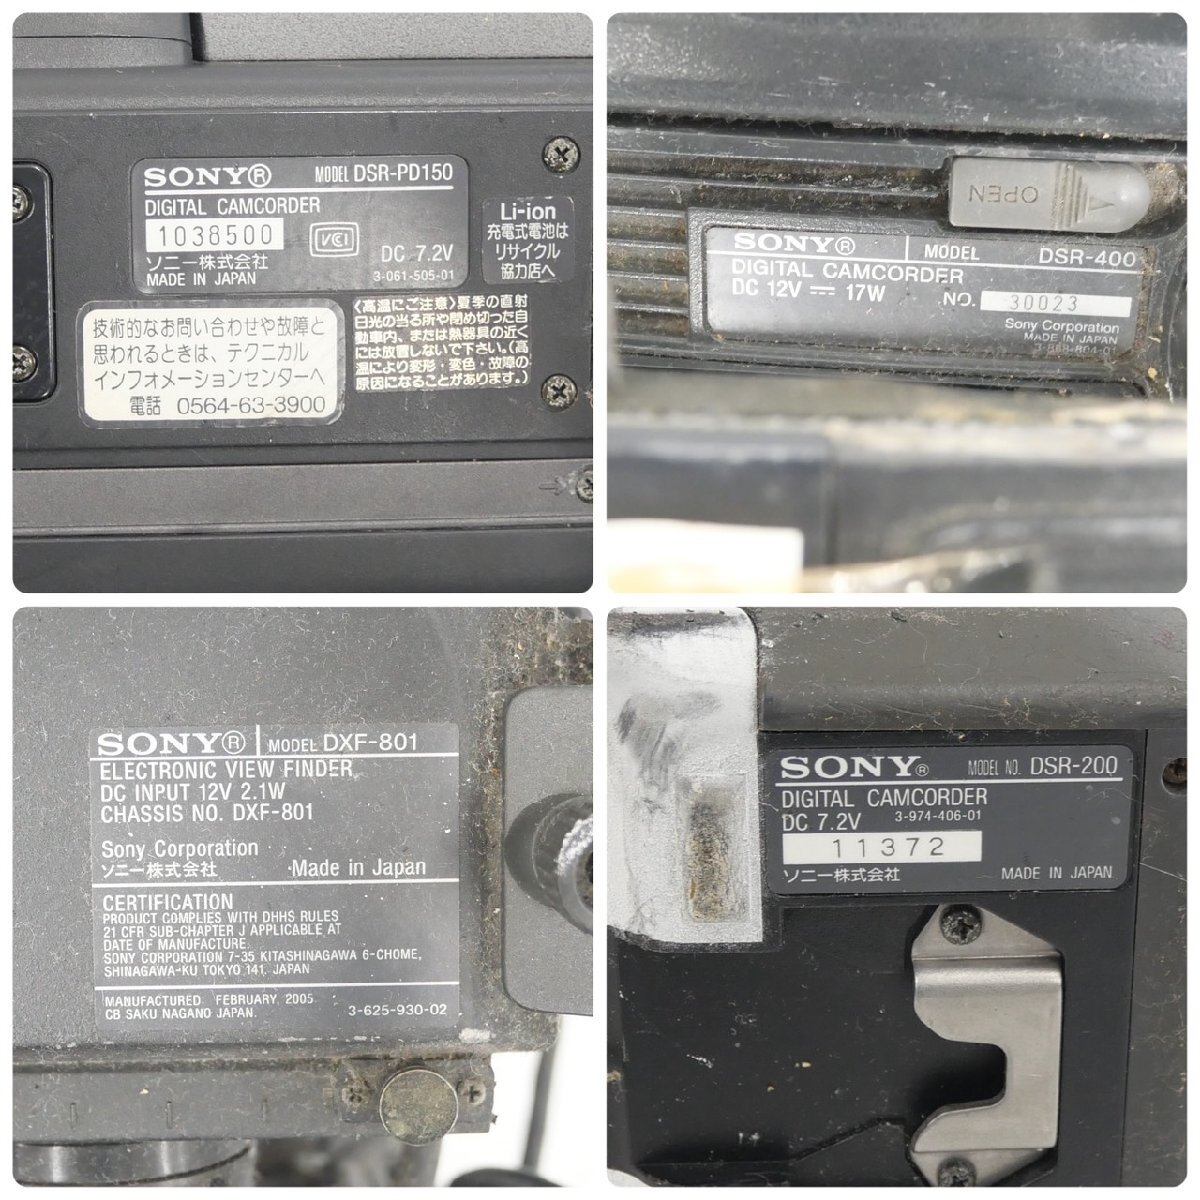 SONY® MODEL DSR-PD150
DIGITAL CAMCORDER
1038500
VCI
DC 7.2V
ソニー株式会社
MADE IN JAPAN
3-061-505-01
Li-ion
充電式電池は
リサイクル
協力店へ
技術的なお問い合わせや故障と
思われるときは、テクニカル
インフォメーションセンターへ
電話 0564-63-3900
〈高温にご注意〉夏季の直射
日光の当る所や閉め切った自
動車内、または熱器具の近く
には放置しないで下さい。(高
温により変形・変色・故障の
原因になることがあります。)
OPEN
SONY® MODEL DSR-400
DIGITAL CAMCORDER
DC 12V 17W
NO. 30023
Sony Corporation
MADE IN JAPAN
SONY® MODEL DXF-801
ELECTRONIC VIEW FINDER
DC INPUT 12V 2.1W
CHASSIS NO. DXF-801
Sony Corporation
ソニー株式会社 Made in Japan
CERTIFICATION
PRODUCT COMPLIES WITH DHHS RULES
21 CFR SUB-CHAPTER J APPLICABLE AT
DATE OF MANUFACTURE.
SONY CORPORATION 7-35 KITASHINAGAWA 6-CHOME,
SHINAGAWA-KU TOKYO 141, JAPAN
MANUFACTURED FEBRUARY, 2005
CB SAKU NAGANO JAPAN. 3-625-930-02
SONY® MODEL NO. DSR-200
DIGITAL CAMCORDER
DC 7.2V 3-974-406-01
11372
ソニー株式会社 MADE IN JAPAN